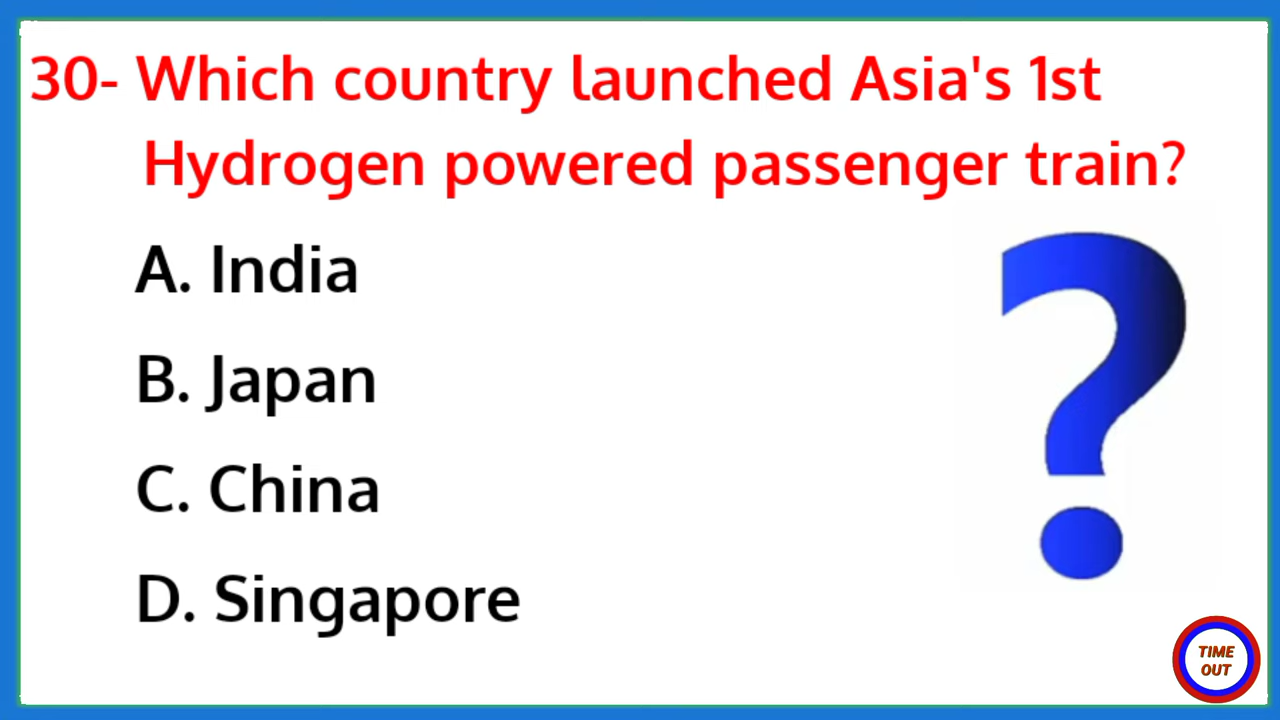 30- Which country launched Asia's 1st
Hydrogen powered passenger train?
A. India
B. Japan
C. China
D. Singapore
TIME
OUT